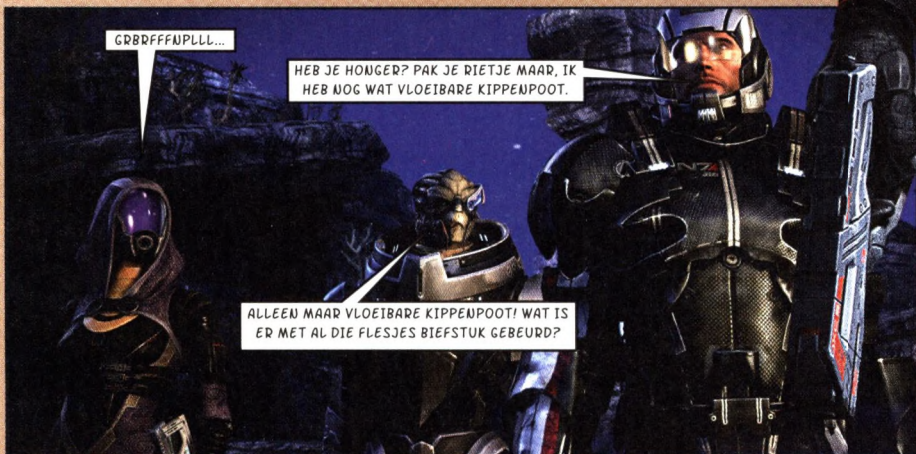 GRBRFFFNPLLL...
HEB JE HONGER? PAK JE RIETJE MAAR, IK
HEB NOG WAT VLOEIBARE KIPPENPOOT.
N7
ALLEEN MAAR VLOEIBARE KIPPENPOOT! WAT IS
ER MET AL DIE FLESJES BIEFSTUK GEBEURD?